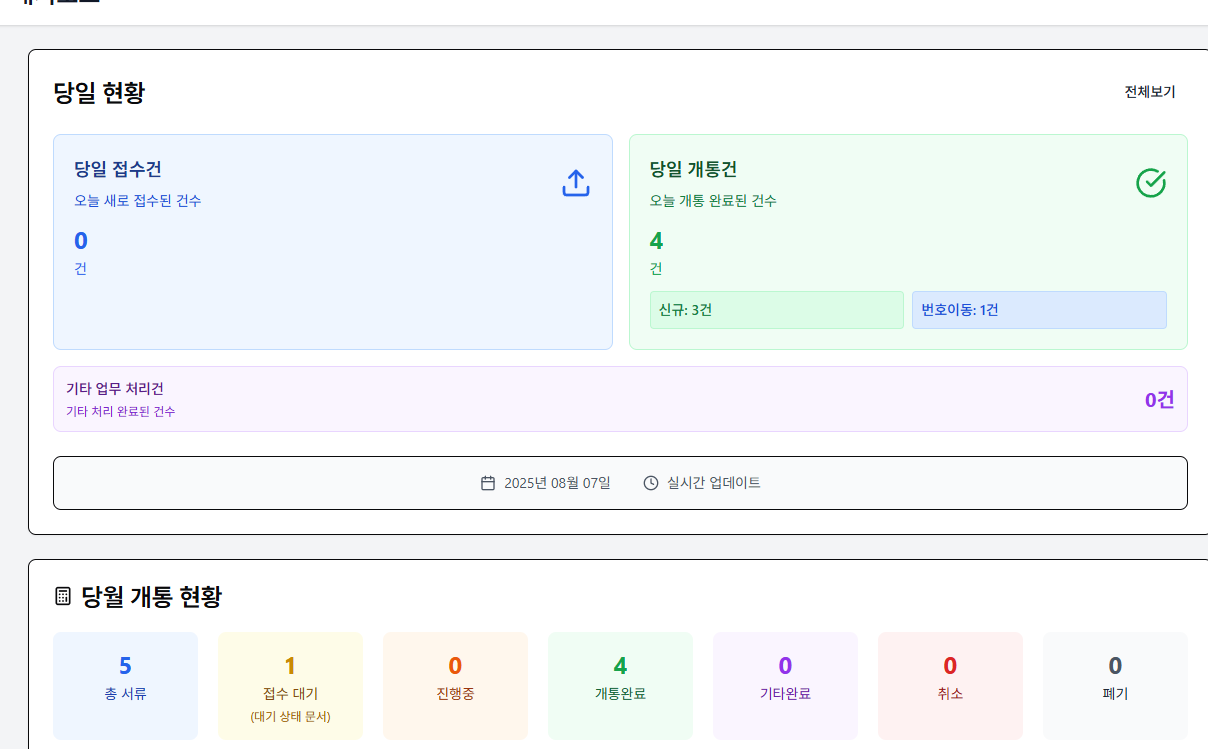 당일 현황
전체보기
당일 접수건
오늘 새로 접수된 건수
0
건
당일 개통건
오늘 개통 완료된 건수
4
건
신규: 3건
번호이동: 1건
기타 업무 처리건
기타 처리 완료된 건수
0건
2025년 08월 07일
실시간 업데이트
당월 개통 현황
5
총 서류
1
접수 대기
(대기 상태 문서)
0
진행중
4
개통완료
0
기타완료
0
취소
0
폐기